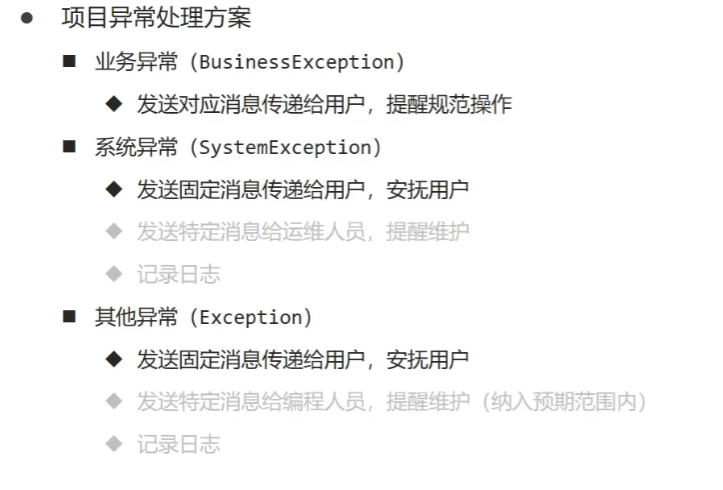 项目异常处理方案
业务异常（BusinessException）
发送对应消息传递给用户，提醒规范操作
系统异常（SystemException）
发送固定消息传递给用户，安抚用户
发送特定消息给运维人员，提醒维护
记录日志
其他异常（Exception）
发送固定消息传递给用户，安抚用户
发送特定消息给编程人员，提醒维护（纳入预期范围内）
记录日志